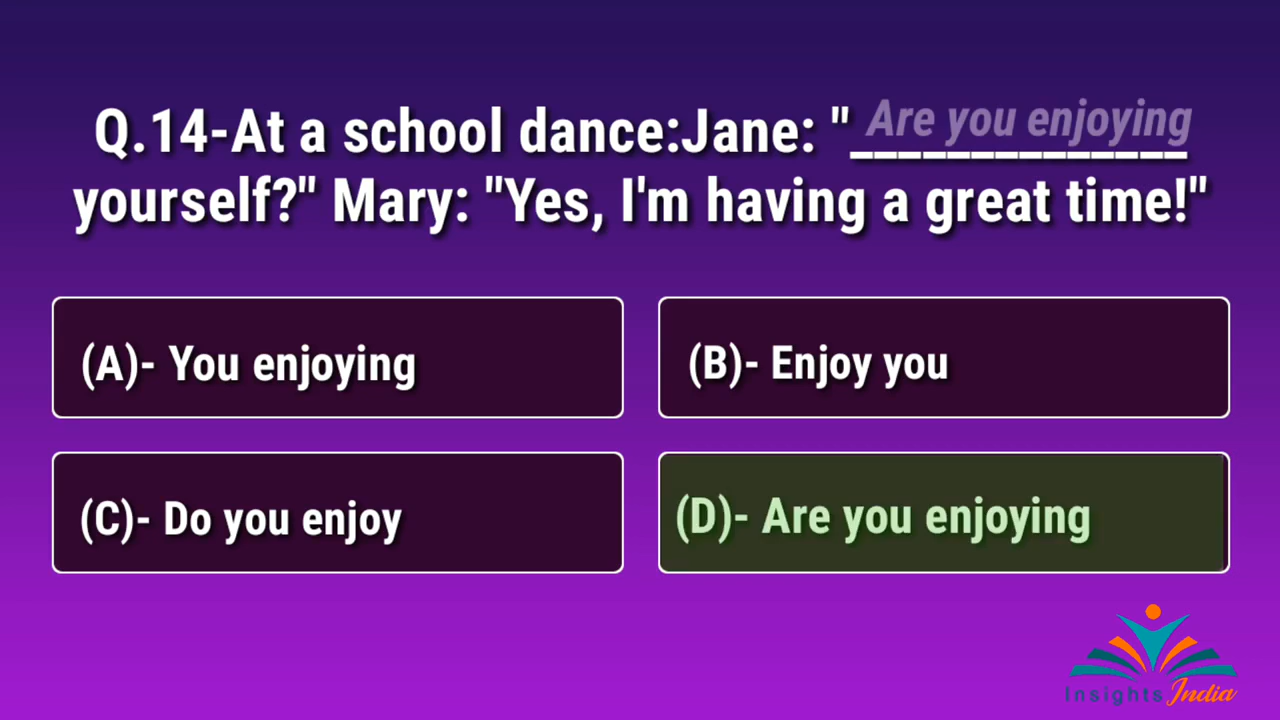 Q.14-At a school dance:Jane: " Are you enjoying
______________
yourself?" Mary: "Yes, I'm having a great time!"
(A)- You enjoying
(B)- Enjoy you
(C)- Do you enjoy
(D)- Are you enjoying
Insights India